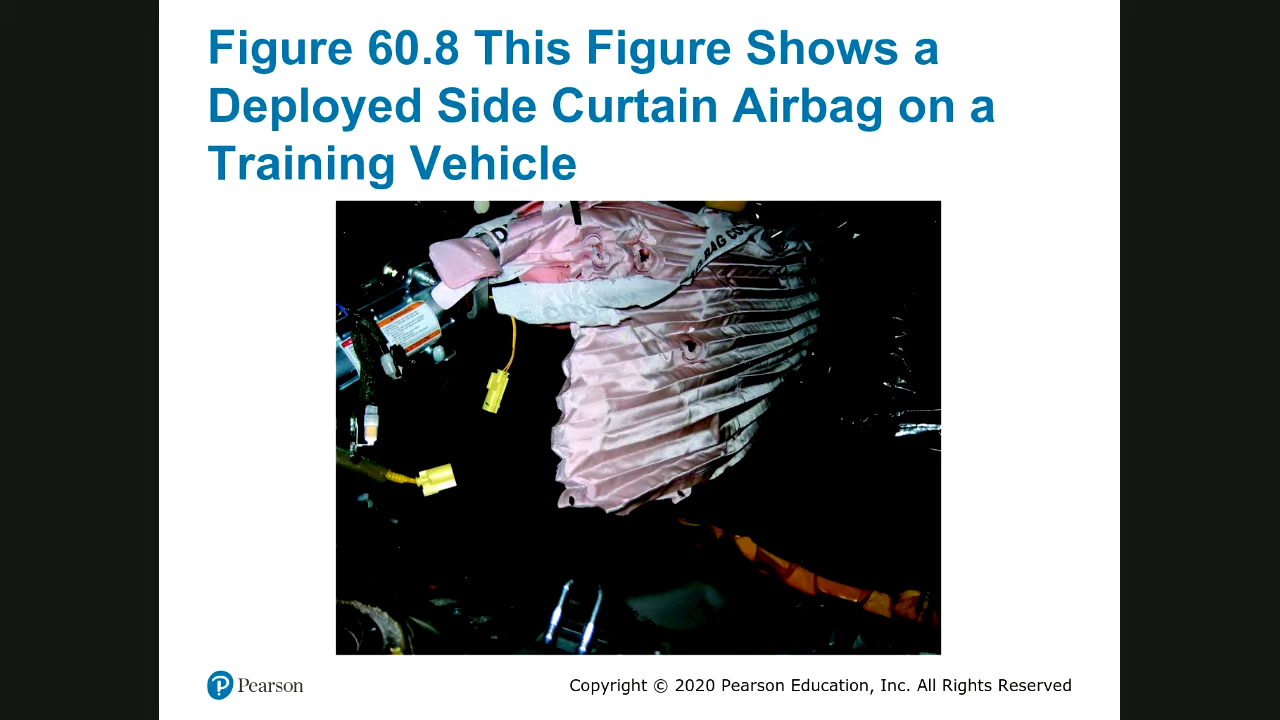 Figure 60.8 This Figure Shows a
Deployed Side Curtain Airbag on a
Training Vehicle
Pearson
Copyright © 2020 Pearson Education, Inc. All Rights Reserved